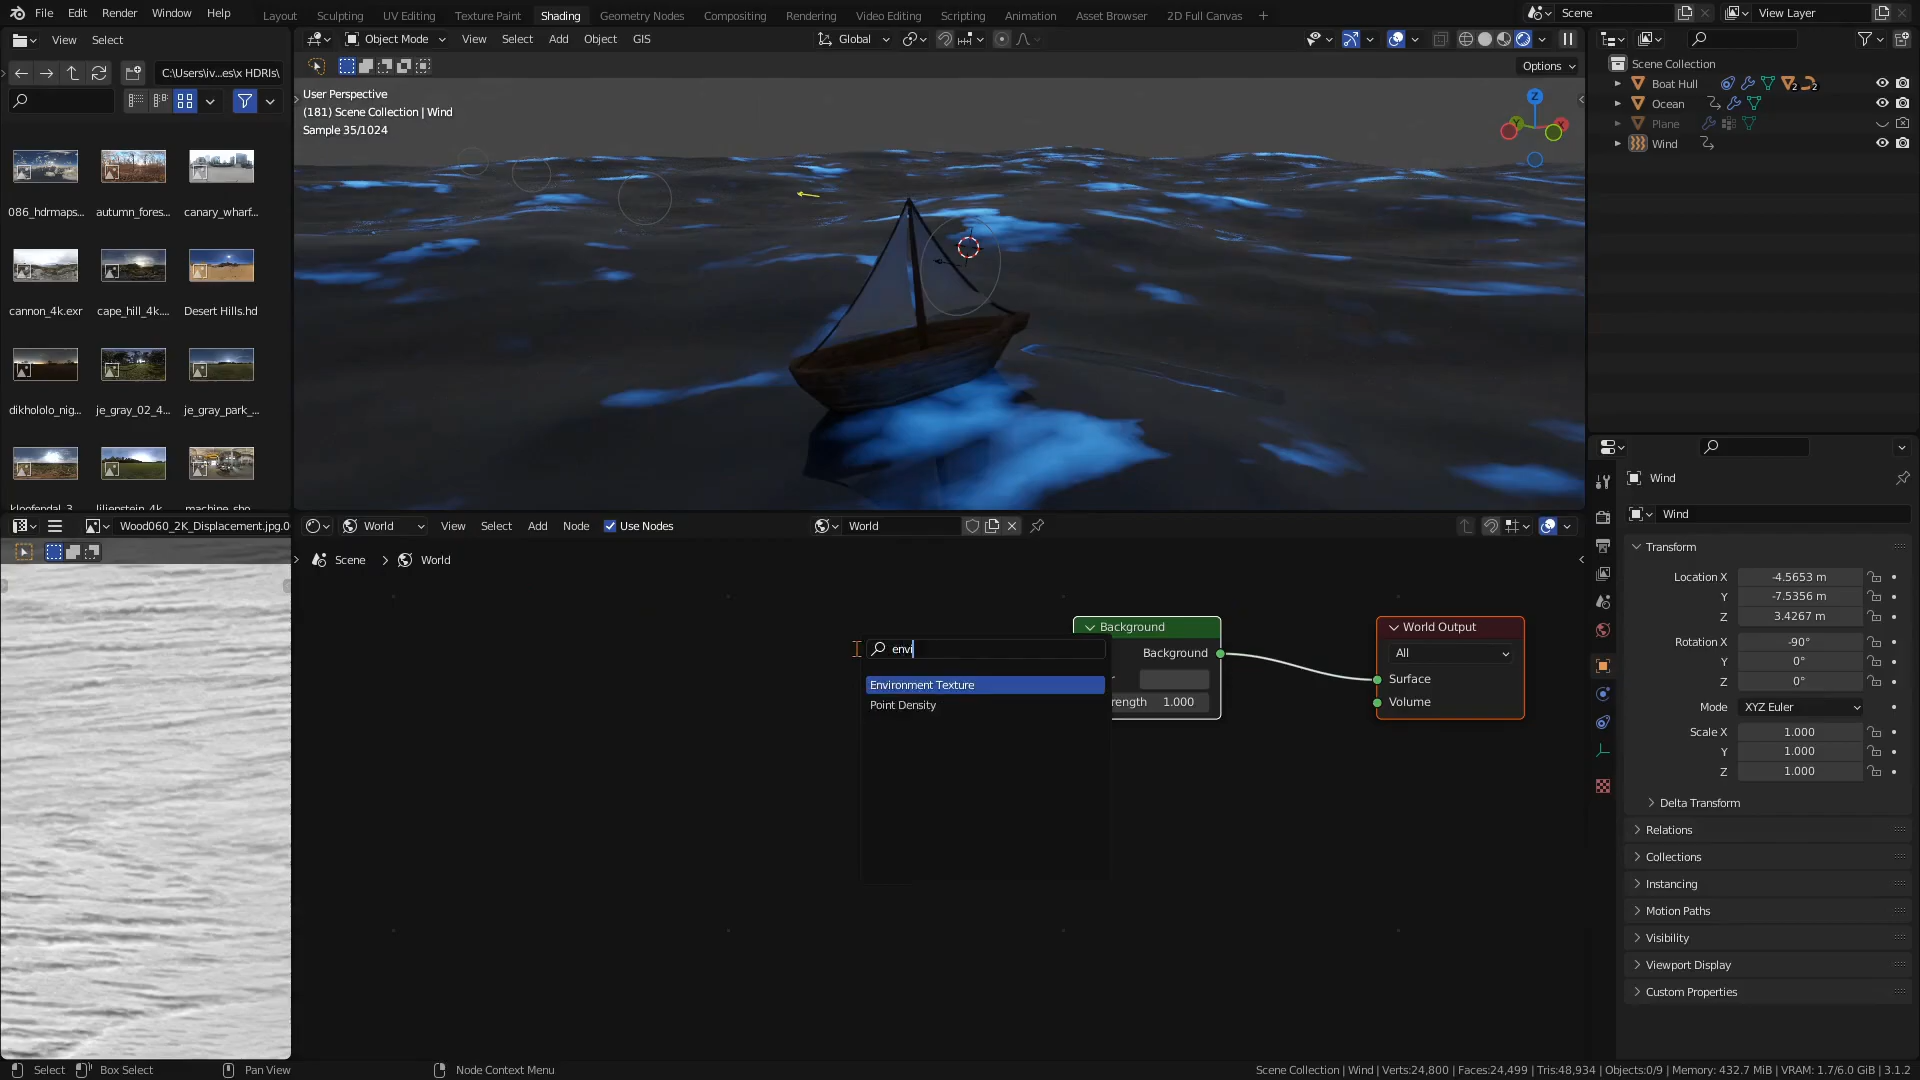 File Edit Render Window Help Layout Sculpting UV Editing Texture Paint Shading Geometry Nodes Compositing Rendering Video Editing Scripting Animation Asset Browser 2D Full Canvas + Scene View Layer
View Select Object Mode View Select Add Object GIS Global
C:\Users\iv...es\x HDRIs\ Options
User Perspective
(181) Scene Collection | Wind
Sample 35/1024
086_hdrmaps... autumn_fores... canary_wharf...
cannon_4k.exr cape_hill_4k.... Desert Hills.hd
dikhololo_nig... je_gray_02_4... je_gray_park_...
Z
Scene Collection
Boat Hull 2 2
Ocean
Plane
Wind
Wood060_2K_Displacement.jpg.0
World View Select Add Node Use Nodes World
Scene > World
envi
Environment Texture
Point Density
Background
Background
rength 1.000
World Output
All
Surface
Volume
Wind
Wind
Transform
Location X -4.5653 m
Y -7.5356 m
Z 3.4267 m
Rotation X -90°
Y 0°
Z 0°
Mode XYZ Euler
Scale X 1.000
Y 1.000
Z 1.000
Delta Transform
Relations
Collections
Instancing
Motion Paths
Visibility
Viewport Display
Custom Properties
Select Box Select Pan View Node Context Menu Scene Collection | Wind | Verts:24,800 | Faces:24,499 | Tris:48,934 | Objects:0/9 | Memory: 432.7 MiB | VRAM: 1.7/6.0 GiB | 3.1.2